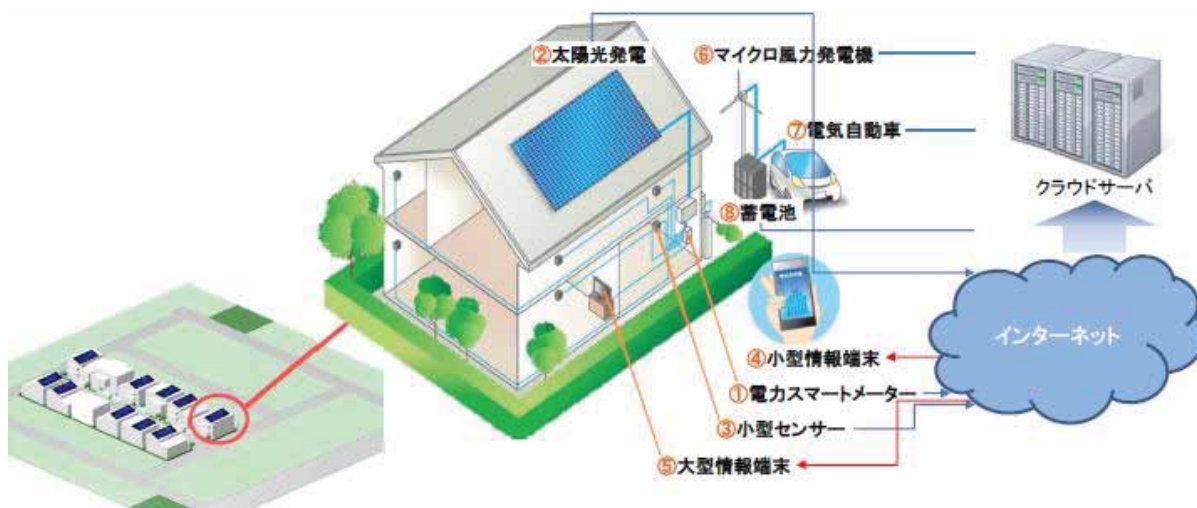 ②太陽光発電
⑥マイクロ風力発電機
⑦電気自動車
クラウドサーバ
⑧蓄電池
インターネット
④小型情報端末
①電力スマートメーター
③小型センサー
⑤大型情報端末